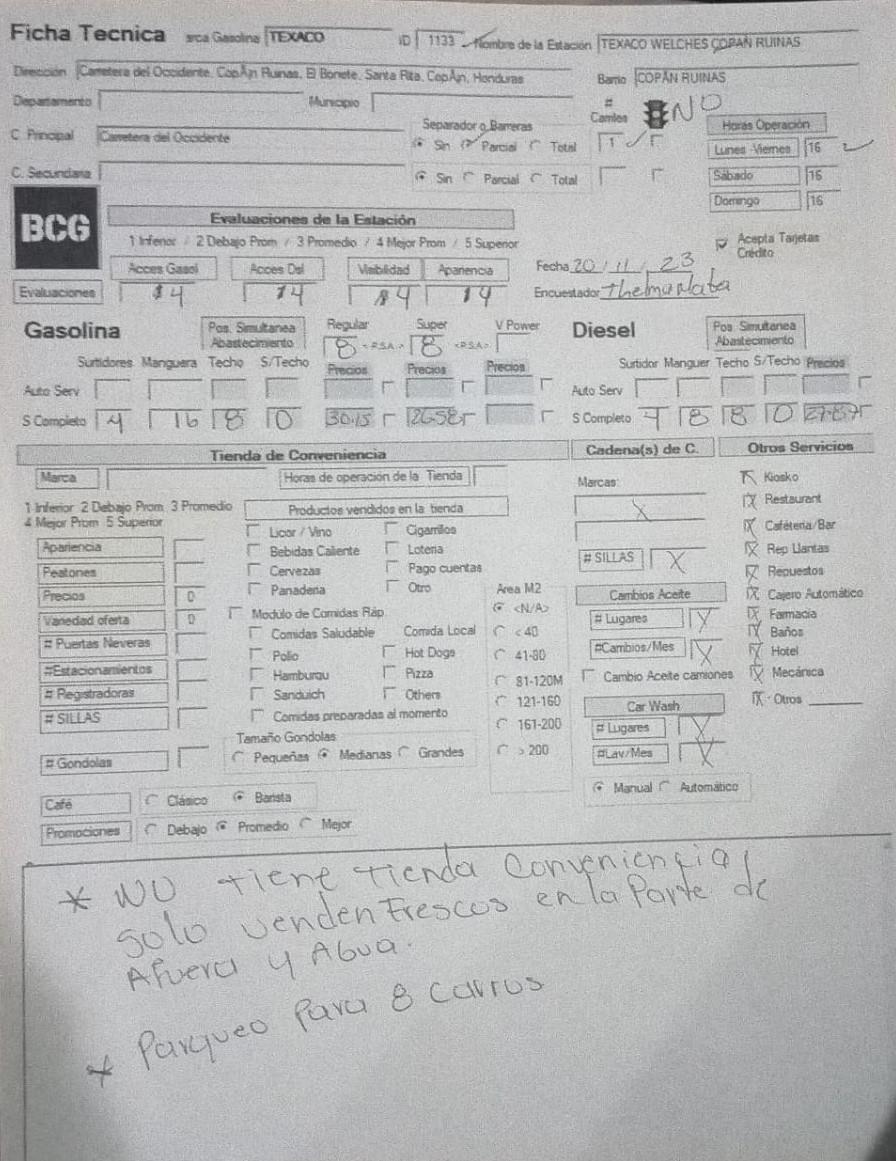 Ficha Tecnica arca Gasolina TEXACO ID 1133 Nombre de la Estación TEXACO WELCHES COPAN RUINAS
Dirección Carretera del Occidente, CopÃ¡n Ruinas, El Bonete, Santa Rita, CopÃ¡n, Honduras Barrio COPÁN RUINAS
Departamento Municipio # Carriles NO
C. Principal Carretera del Occidente Separador o Barreras Sin Parcial Total 1 Horas Operación
Lunes -Viernes 16
C. Secundaria Sin Parcial Total Sábado 16
Domingo 16
BCG
Evaluaciones de la Estación
1 Inferior / 2 Debajo Prom / 3 Promedio / 4 Mejor Prom / 5 Superior Acepta Tarjetas Crédito
Acces Gasol Acces Dsl Visibilidad Apariencia Fecha 20/11/23
Evaluaciones 4 4 4 4 Encuestador Thelma
Gasolina Pos. Simultanea Abastecimiento Regular 8 <P.S.A.> Super 8 <P.S.A.> V Power Diesel Pos. Simultanea Abastecimiento
Surtidores Manguera Techo S/Techo Precios Precios Precios Surtidor Manguer Techo S/Techo Precios
Auto Serv Auto Serv
S Completo 4 16 8 0 30.15 26.58 S Completo 4 8 8 0 27.87
Tienda de Conveniencia Cadena(s) de C. Otros Servicios
Marca Horas de operación de la Tienda Marcas: Kiosko
1 Inferior 2 Debajo Prom 3 Promedio Productos vendidos en la tienda X Restaurant
4 Mejor Prom 5 Superior Licor / Vino Cigarrillos Caféteria/Bar
Apariencia Bebidas Caliente Loteria # SILLAS X Rep Llantas
Peatones Cervezas Pago cuentas Repuestos
Precios 0 Panaderia Otro Area M2 Cambios Aceite Cajero Automático
Variedad oferta 0 Modulo de Comidas Ráp. <N/A> # Lugares X Farmacia
# Puertas Neveras Comidas Saludable Comida Local < 40 Baños
#Estacionamientos Pollo Hot Dogs 41-80 #Cambios/Mes X Hotel
# Registradoras Hamburgu Pizza 81-120M Cambio Aceite camiones Mecánica
# SILLAS Sanduich Others 121-160 Car Wash Otros
Comidas preparadas al momento 161-200 # Lugares X
Tamaño Gondolas
# Gondolas Pequeñas Medianas Grandes > 200 #Lav/Mes X
Café Clásico Barista Manual Automático
Promociones Debajo Promedio Mejor
* NO tiene tienda Conveniencia
solo venden Frescos en la Parte de
Afuera y Agua.
* Parqueo Para 8 carros